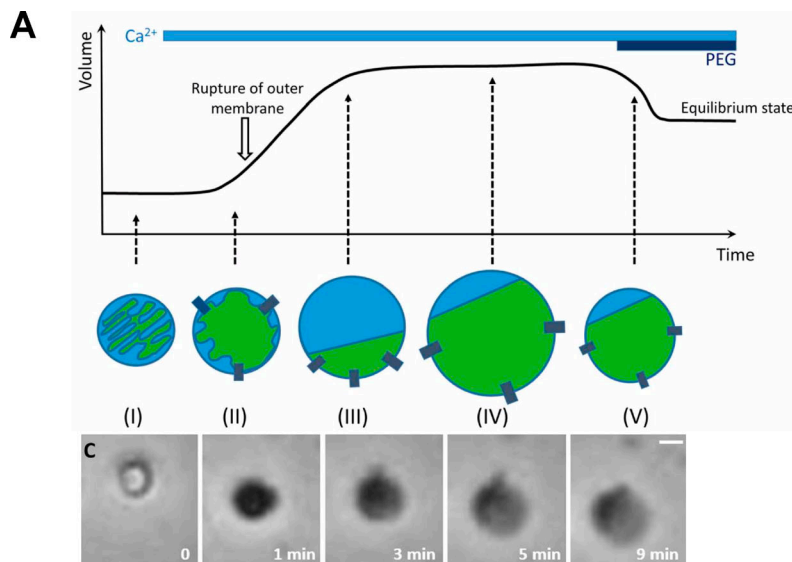 A
Ca²⁺
PEG
Volume
Rupture of outer
membrane
Equilibrium state
Time
(I)
(II)
(III)
(IV)
(V)
C
0
1 min
3 min
5 min
9 min